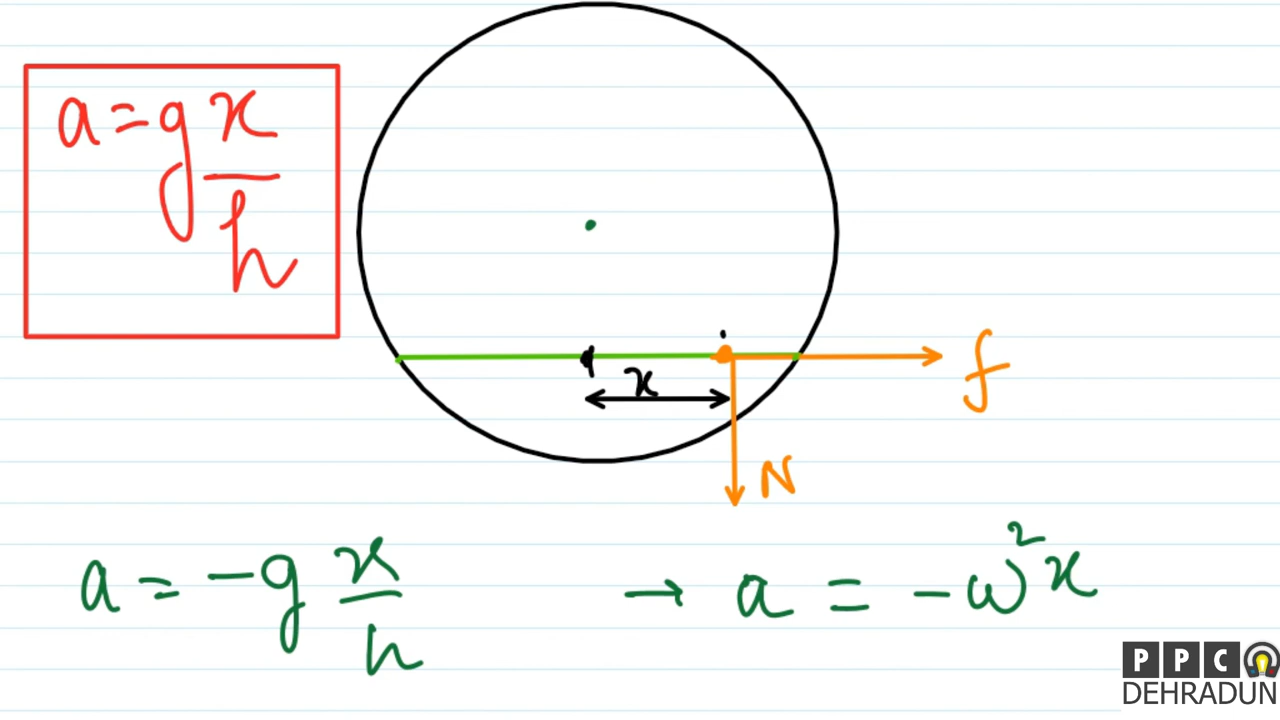 a = g x/h
x
f
N
a = -g x/h → a = -ω²x
PPC
DEHRADUN